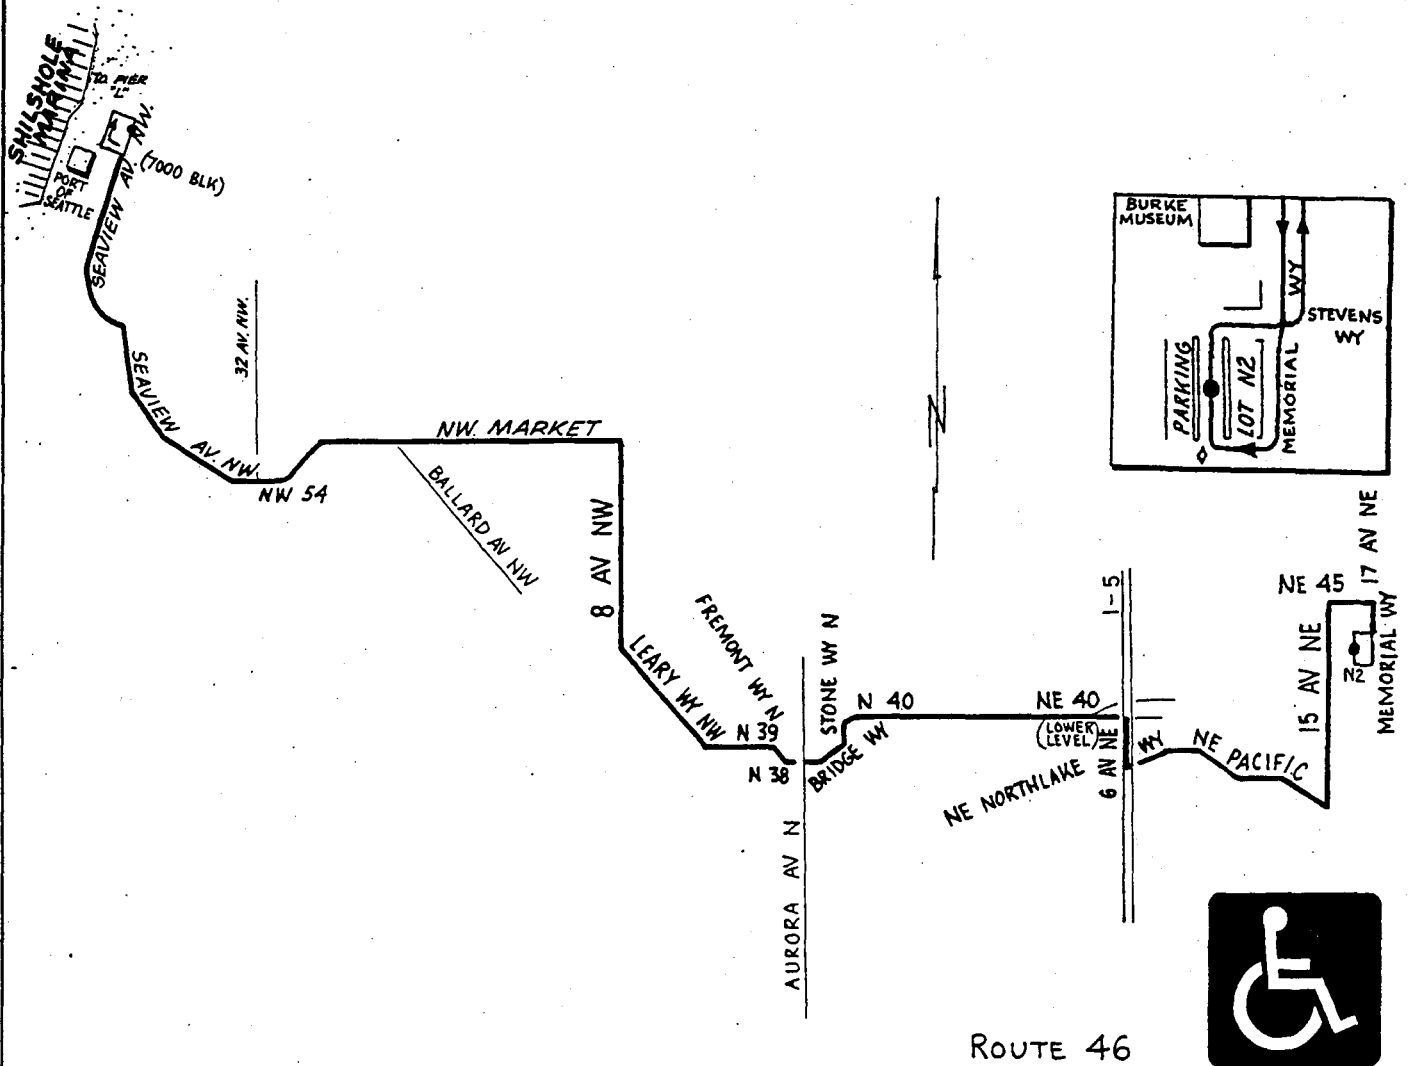 SHILSHOLE
MARINA
TO PIER
"L"
SEAVIEW AV. NW.
(7000 BLK)
PORT
OF
SEATTLE
32 AV. NW.
SEAVIEW AV. NW.
NW 54
NW. MARKET
BALLARD AV NW
8 AV NW
LEARY WY NW
FREMONT WY N
N 39
N 38
AURORA AV N
STONE WY N
BRIDGE WY
N 40
NE 40
(LOWER
LEVEL)
I-5
6 AV NE
NE NORTHLAKE WY
NE PACIFIC
15 AV NE
NE 45
17 AV NE
MEMORIAL WY
N2
N
BURKE
MUSEUM
STEVENS
WY
MEMORIAL WY
PARKING
LOT N2
ROUTE 46